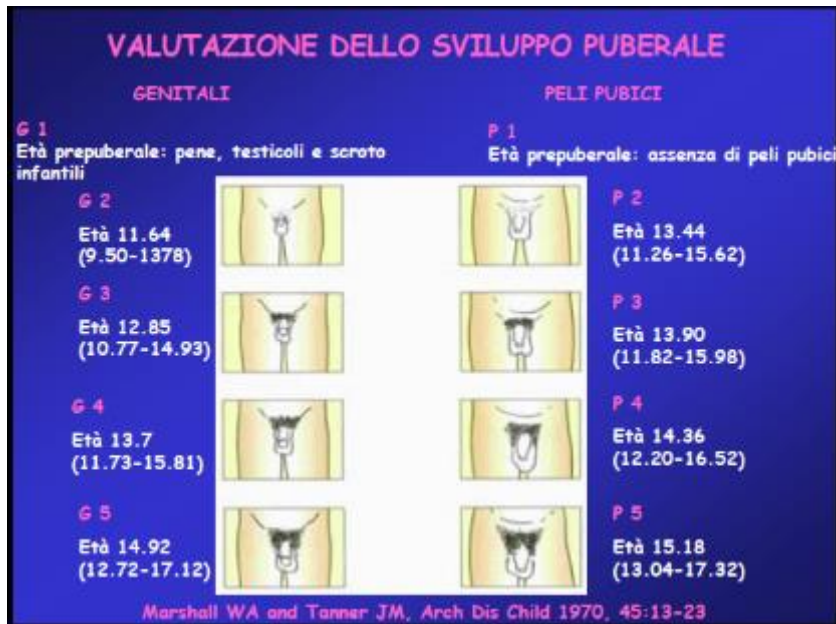 VALUTAZIONE DELLO SVILUPPO PUBERALE
GENITALI
PELI PUBICI
G 1
Età prepuberale: pene, testicoli e scroto
infantili
P 1
Età prepuberale: assenza di peli pubici
G 2
Età 11.64
(9.50-1378)
P 2
Età 13.44
(11.26-15.62)
G 3
Età 12.85
(10.77-14.93)
P 3
Età 13.90
(11.82-15.98)
G 4
Età 13.7
(11.73-15.81)
P 4
Età 14.36
(12.20-16.52)
G 5
Età 14.92
(12.72-17.12)
P 5
Età 15.18
(13.04-17.32)
Marshall WA and Tanner JM, Arch Dis Child 1970, 45:13-23